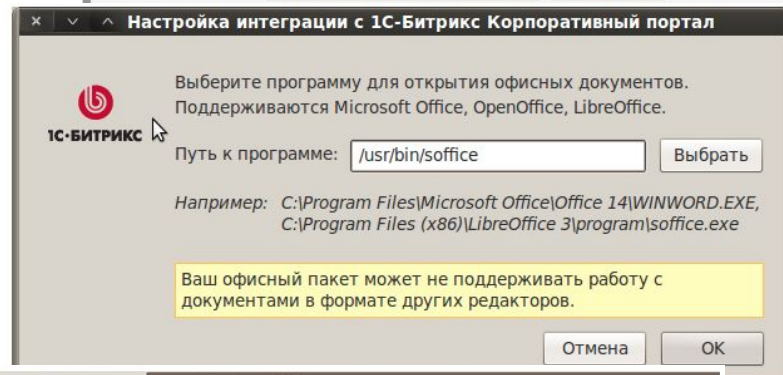 Настройка интеграции с 1С-Битрикс Корпоративный портал
Выберите программу для открытия офисных документов.
Поддерживаются Microsoft Office, OpenOffice, LibreOffice.
1С·БИТРИКС
Путь к программе: /usr/bin/soffice Выбрать
Например: C:\Program Files\Microsoft Office\Office 14\WINWORD.EXE,
C:\Program Files (x86)\LibreOffice 3\program\soffice.exe
Ваш офисный пакет может не поддерживать работу с
документами в формате других редакторов.
Отмена OK